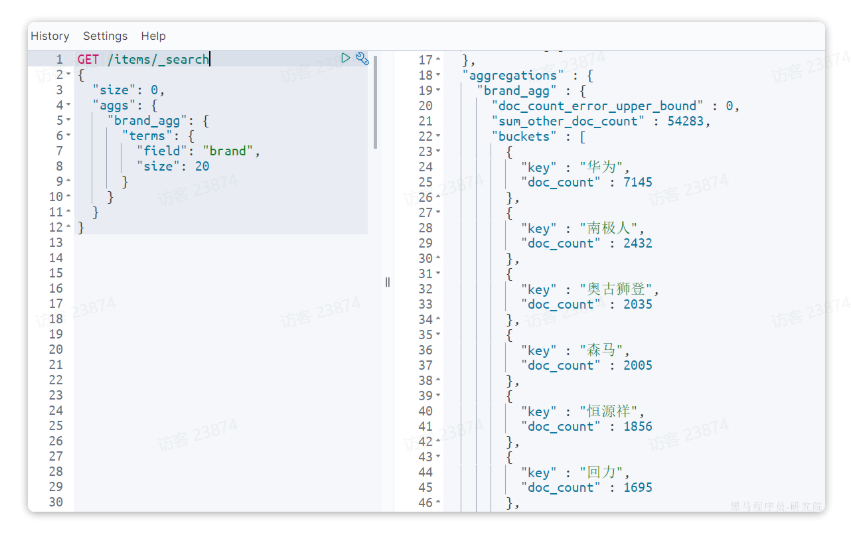 History Settings Help
1 GET /items/_search
2 {
3 "size": 0,
4 "aggs": {
5 "brand_agg": {
6 "terms": {
7 "field": "brand",
8 "size": 20
9 }
10 }
11 }
12 }
13
14
15
16
17
18
19
20
21
22
23
24
25
26
27
28
29
30
17 },
18 "aggregations" : {
19 "brand_agg" : {
20 "doc_count_error_upper_bound" : 0,
21 "sum_other_doc_count" : 54283,
22 "buckets" : [
23 {
24 "key" : "华为",
25 "doc_count" : 7145
26 },
27 {
28 "key" : "南极人",
29 "doc_count" : 2432
30 },
31 {
32 "key" : "奥古狮登",
33 "doc_count" : 2035
34 },
35 {
36 "key" : "森马",
37 "doc_count" : 2005
38 },
39 {
40 "key" : "恒源祥",
41 "doc_count" : 1856
42 },
43 {
44 "key" : "回力",
45 "doc_count" : 1695
46 },
访客 23874
黑马程序员-研究院